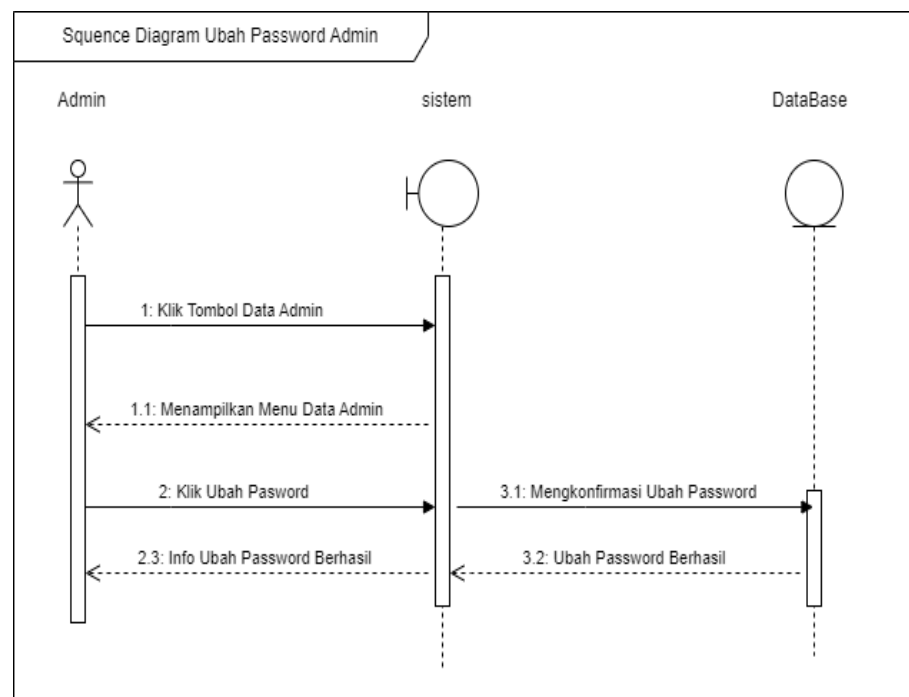 Squence Diagram Ubah Password Admin
Admin
sistem
DataBase
1: Klik Tombol Data Admin
1.1: Menampilkan Menu Data Admin
2: Klik Ubah Pasword
3.1: Mengkonfirmasi Ubah Password
2.3: Info Ubah Password Berhasil
3.2: Ubah Password Berhasil